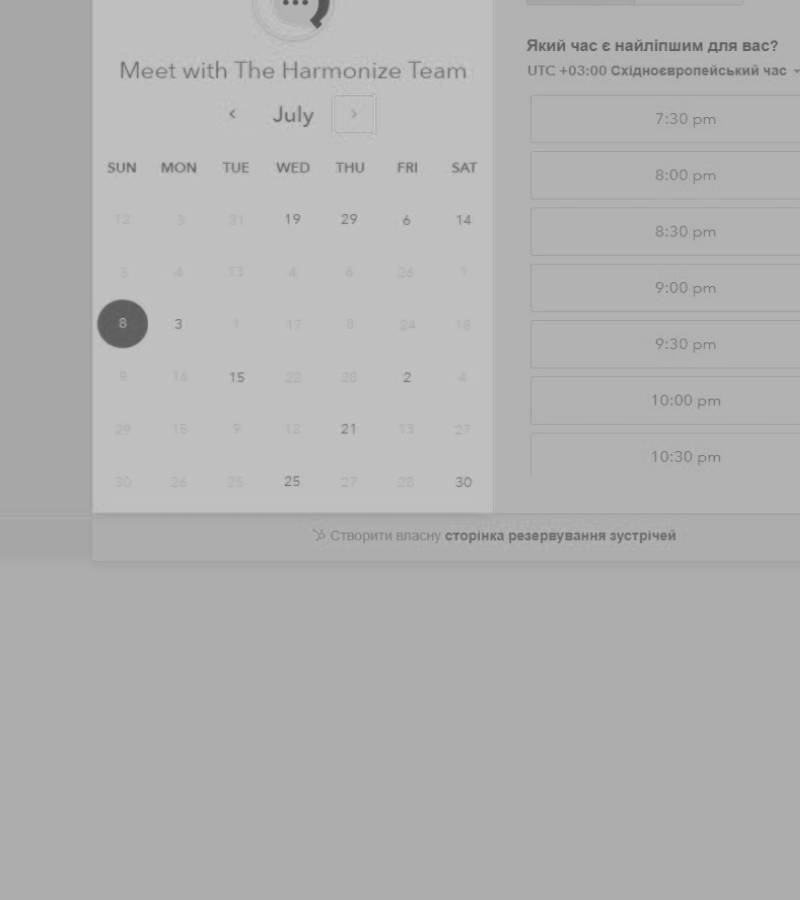 Meet with The Harmonize Team
July
SUN MON TUE WED THU FRI SAT
12 3 31 19 29 6 14
3 4 13 4 6 26 1
8 3 1 17 8 24 18
9 16 15 22 28 2 4
29 15 9 12 21 13 27
30 26 25 25 27 28 30
Який час є найліпшим для вас?
UTC +03:00 Східноєвропейський час
7:30 pm
8:00 pm
8:30 pm
9:00 pm
9:30 pm
10:00 pm
10:30 pm
Створити власну сторінка резервування зустрічей